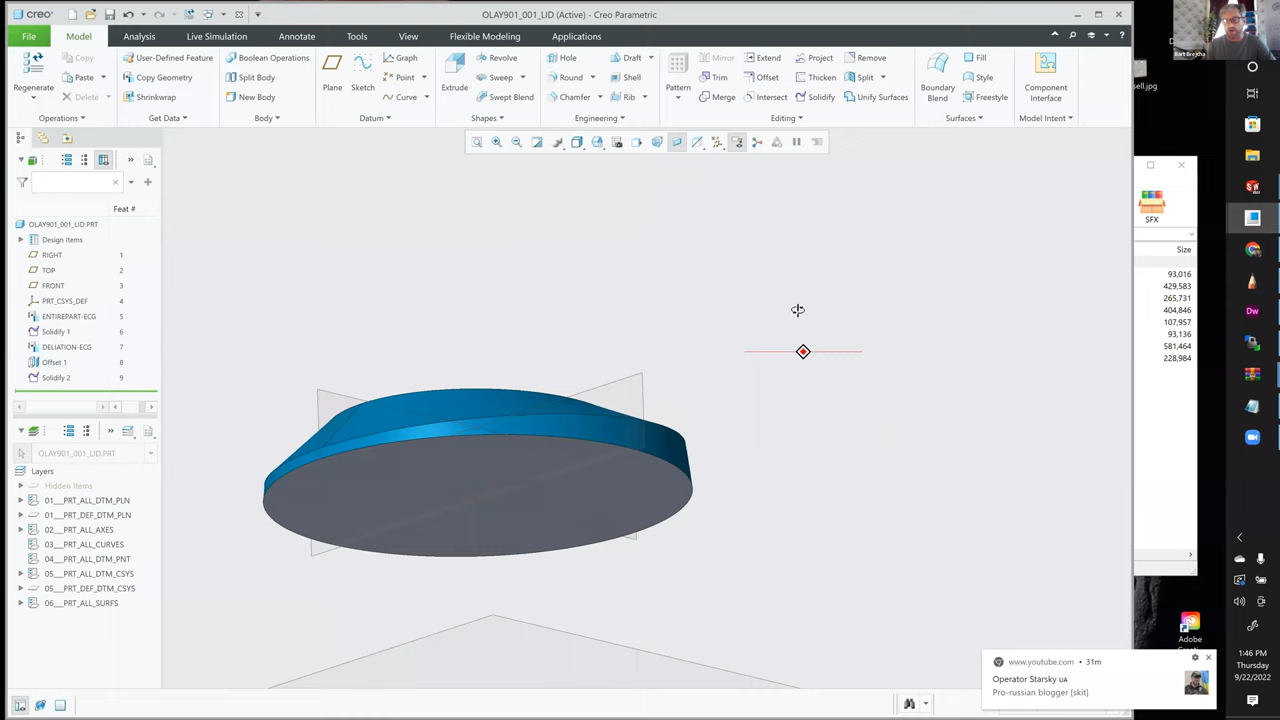 creo
OLAY901_001_LID (Active) - Creo Parametric
File
Model
Analysis
Live Simulation
Annotate
Tools
View
Flexible Modeling
Applications
Regenerate
Copy
Paste
Delete
Operations
User-Defined Feature
Copy Geometry
Shrinkwrap
Get Data
Boolean Operations
Split Body
New Body
Body
Plane
Sketch
Graph
Point
Curve
Datum
Extrude
Revolve
Sweep
Swept Blend
Shapes
Hole
Round
Chamfer
Draft
Shell
Rib
Engineering
Pattern
Mirror
Trim
Merge
Extend
Offset
Intersect
Project
Thicken
Solidify
Remove
Split
Unify Surfaces
Editing
Boundary
Blend
Fill
Style
Freestyle
Surfaces
Component
Interface
Model Intent
Feat #
OLAY901_001_LID.PRT
Design Items
RIGHT 1
TOP 2
FRONT 3
PRT_CSYS_DEF 4
ENTIREPART-ECG 5
Solidify 1 6
DELIATION-ECG 7
Offset 1 8
Solidify 2 9
OLAY901_001_LID.PRT
Layers
Hidden Items
01___PRT_ALL_DTM_PLN
01___PRT_DEF_DTM_PLN
02___PRT_ALL_AXES
03___PRT_ALL_CURVES
04___PRT_ALL_DTM_PNT
05___PRT_ALL_DTM_CSYS
05___PRT_DEF_DTM_CSYS
06___PRT_ALL_SURFS
Bart Brejcha
sell.jpg
SFX
Size
93,016
429,583
265,731
404,846
107,957
93,136
581,464
228,984
Dw
Adobe
www.youtube.com • 31m
Operator Starsky UA
Pro-russian blogger [skit]
1:46 PM
Thursday
9/22/2022